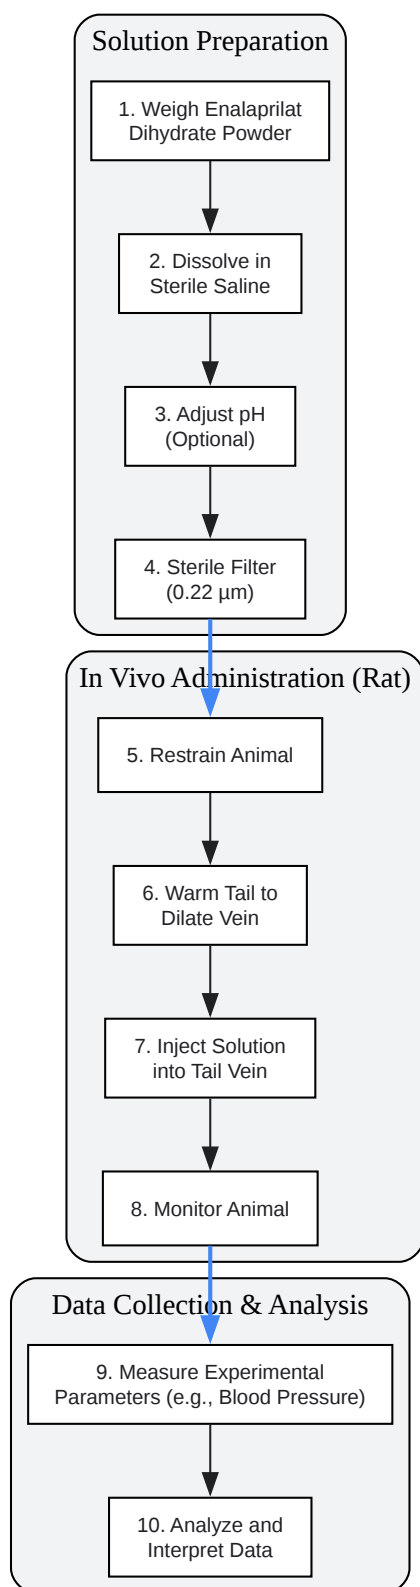 Solution Preparation
1. Weigh Enalaprilat
Dihydrate Powder
2. Dissolve in
Sterile Saline
3. Adjust pH
(Optional)
4. Sterile Filter
(0.22 µm)
In Vivo Administration (Rat)
5. Restrain Animal
6. Warm Tail to
Dilate Vein
7. Inject Solution
into Tail Vein
8. Monitor Animal
Data Collection & Analysis
9. Measure Experimental
Parameters (e.g., Blood Pressure)
10. Analyze and
Interpret Data